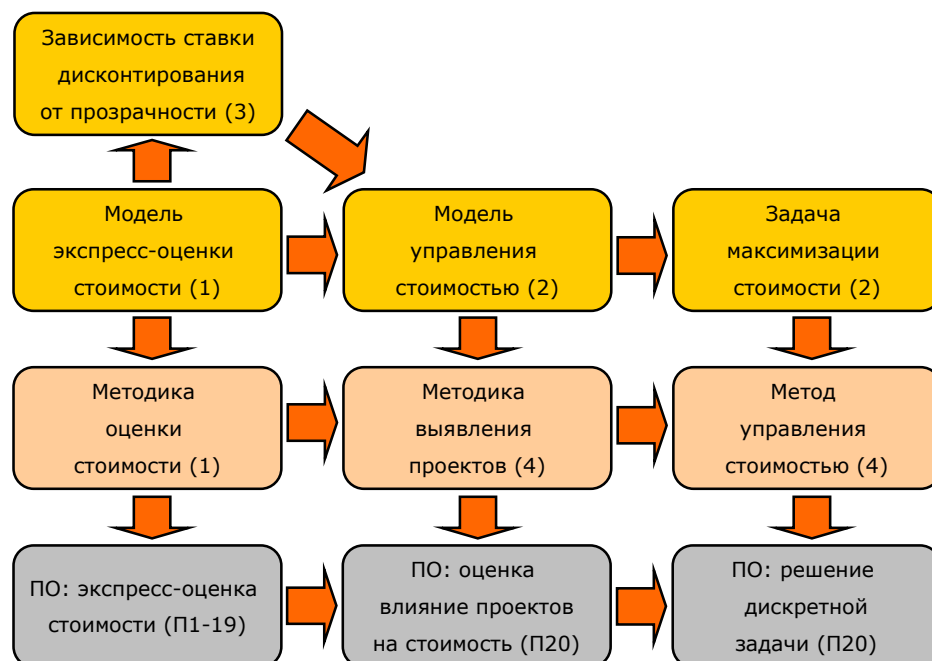 Зависимость ставки
дисконтирования
от прозрачности (3)
Модель
экспресс-оценки
стоимости (1)
Модель
управления
стоимостью (2)
Задача
максимизации
стоимости (2)
Методика
оценки
стоимости (1)
Методика
выявления
проектов (4)
Метод
управления
стоимостью (4)
ПО: экспресс-оценка
стоимости (П1-19)
ПО: оценка
влияние проектов
на стоимость (П20)
ПО: решение
дискретной
задачи (П20)